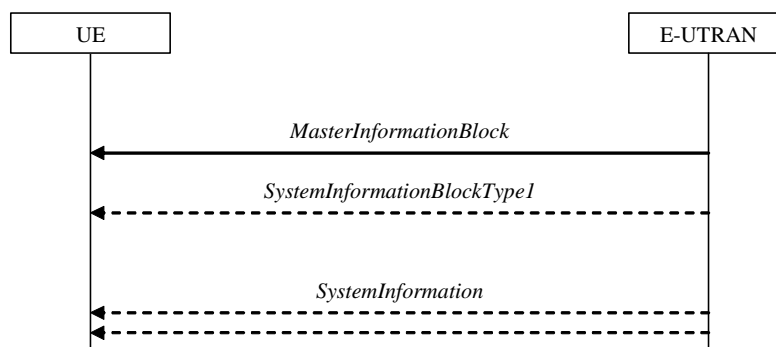 UE
E-UTRAN
MasterInformationBlock
SystemInformationBlockType1
SystemInformation